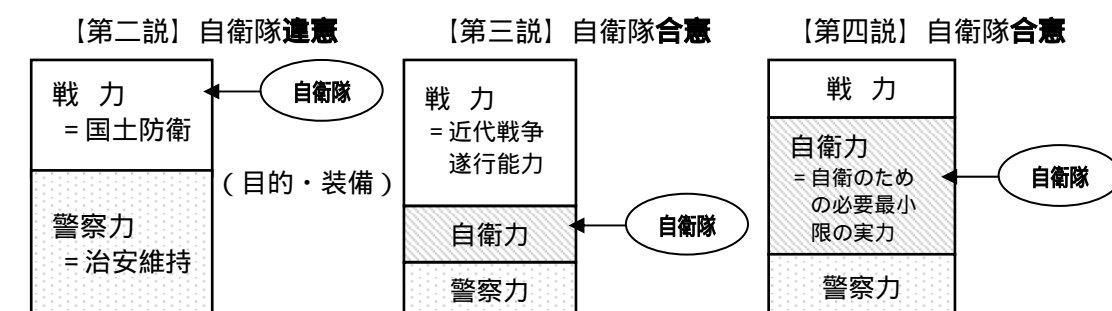 【第二説】自衛隊違憲
戦 力
=国土防衛
警察力
=治安維持
自衛隊
(目的・装備)
【第三説】自衛隊合憲
戦 力
=近代戦争
遂行能力
自衛力
警察力
自衛隊
【第四説】自衛隊合憲
戦 力
自衛力
=自衛のため
の必要最小
限の実力
警察力
自衛隊